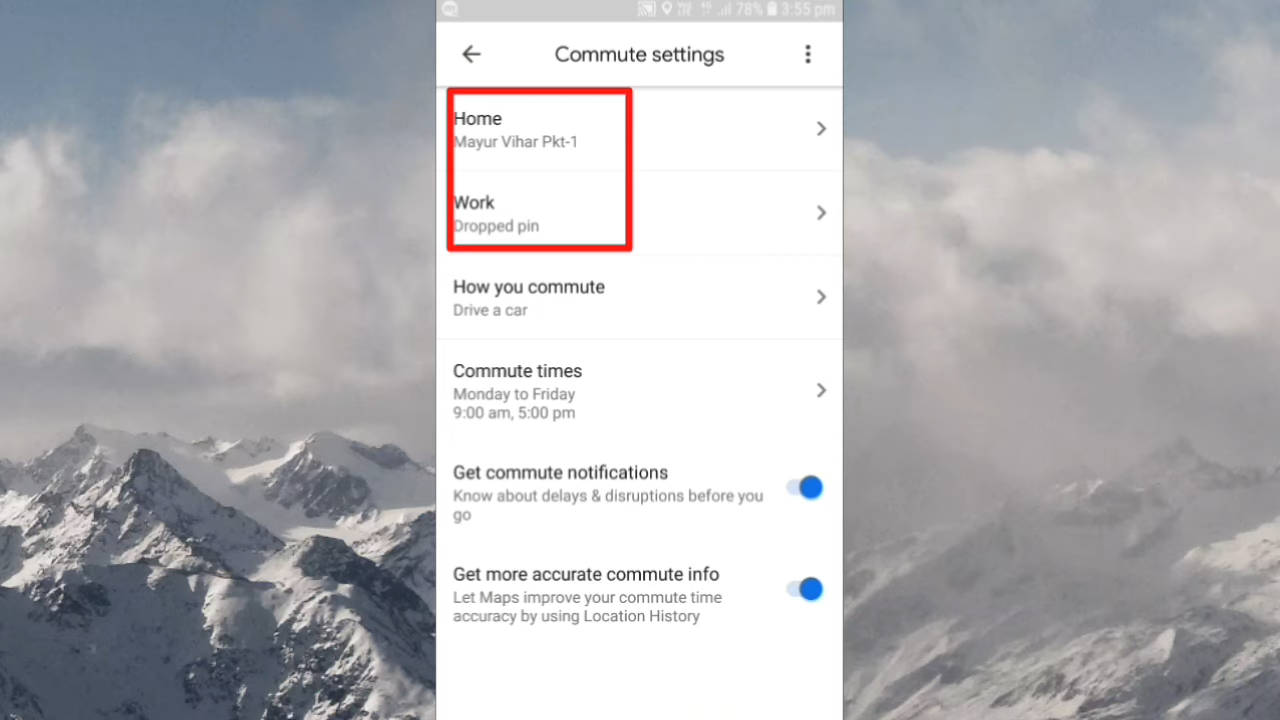 78% 3:55 pm
Commute settings
Home
Mayur Vihar Pkt-1
Work
Dropped pin
How you commute
Drive a car
Commute times
Monday to Friday
9:00 am, 5:00 pm
Get commute notifications
Know about delays & disruptions before you
go
Get more accurate commute info
Let Maps improve your commute time
accuracy by using Location History